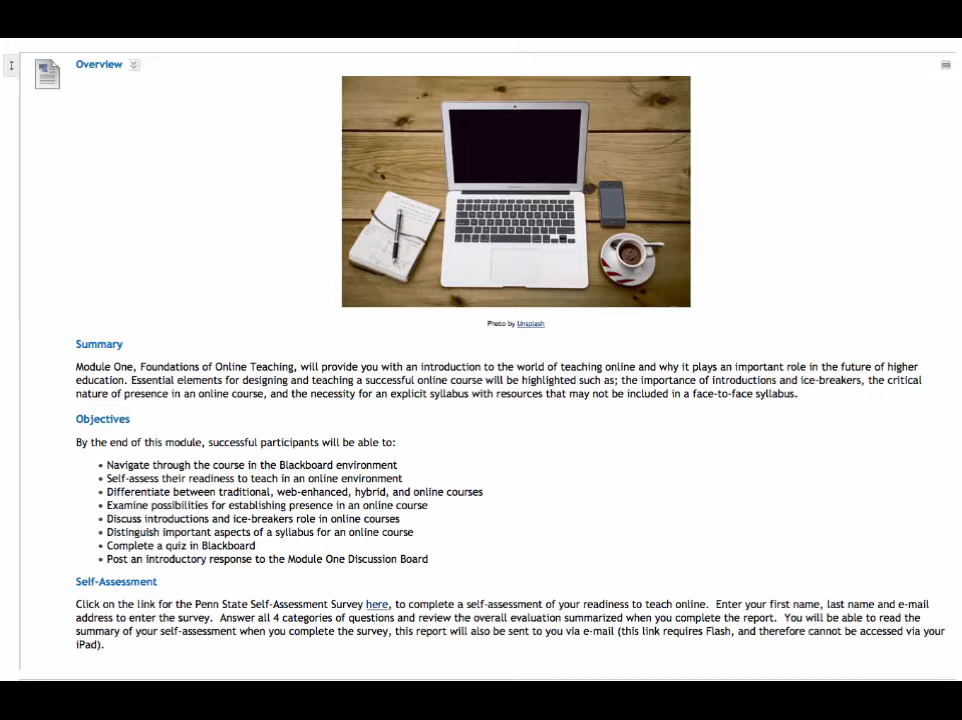 Overview
Photo by Unsplash
Summary
Module One, Foundations of Online Teaching, will provide you with an introduction to the world of teaching online and why it plays an important role in the future of higher
education. Essential elements for designing and teaching a successful online course will be highlighted such as; the importance of introductions and ice-breakers, the critical
nature of presence in an online course, and the necessity for an explicit syllabus with resources that may not be included in a face-to-face syllabus.
Objectives
By the end of this module, successful participants will be able to:
• Navigate through the course in the Blackboard environment
• Self-assess their readiness to teach in an online environment
• Differentiate between traditional, web-enhanced, hybrid, and online courses
• Examine possibilities for establishing presence in an online course
• Discuss introductions and ice-breakers role in online courses
• Distinguish important aspects of a syllabus for an online course
• Complete a quiz in Blackboard
• Post an introductory response to the Module One Discussion Board
Self-Assessment
Click on the link for the Penn State Self-Assessment Survey here, to complete a self-assessment of your readiness to teach online. Enter your first name, last name and e-mail
address to enter the survey. Answer all 4 categories of questions and review the overall evaluation summarized when you complete the report. You will be able to read the
summary of your self-assessment when you complete the survey, this report will also be sent to you via e-mail (this link requires Flash, and therefore cannot be accessed via your
iPad).